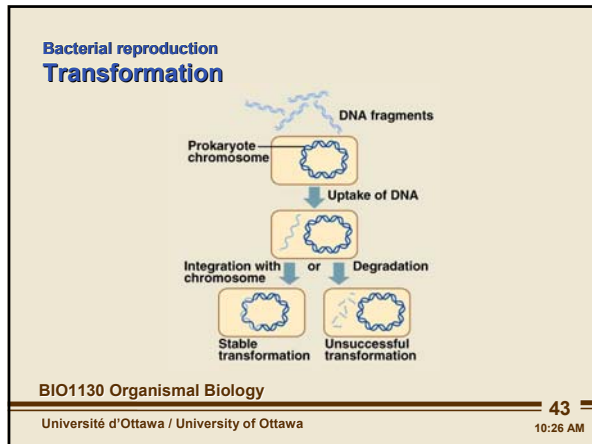 Bacterial reproduction
Transformation
DNA fragments
Prokaryote
chromosome
Uptake of DNA
Integration with or Degradation
chromosome
Stable Unsuccessful
transformation transformation
BIO1130 Organismal Biology
43
Université d'Ottawa / University of Ottawa
10:26 AM